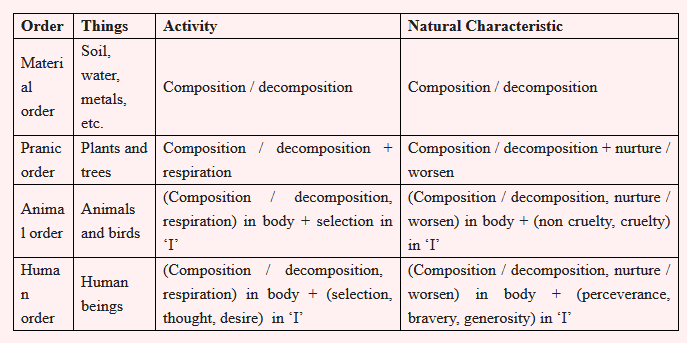 Order Things Activity Natural Characteristic
Materi
al
order
Soil,
water,
metals,
etc.
Composition / decomposition
Composition / decomposition
Pranic
order
Plants and
trees
Composition / decomposition +
respiration
Composition / decomposition + nurture /
worsen
Anima
l order
Animals
and birds
(Composition / decomposition,
respiration) in body + selection in
‘I’
(Composition / decomposition, nurture /
worsen) in body + (non cruelty, cruelty)
in ‘I’
Huma
n
order
Human
beings
(Composition / decomposition,
respiration) in body + (selection,
thought, desire) in ‘I’
(Composition / decomposition, nurture /
worsen) in body + (perceverance,
bravery, generosity) in ‘I’